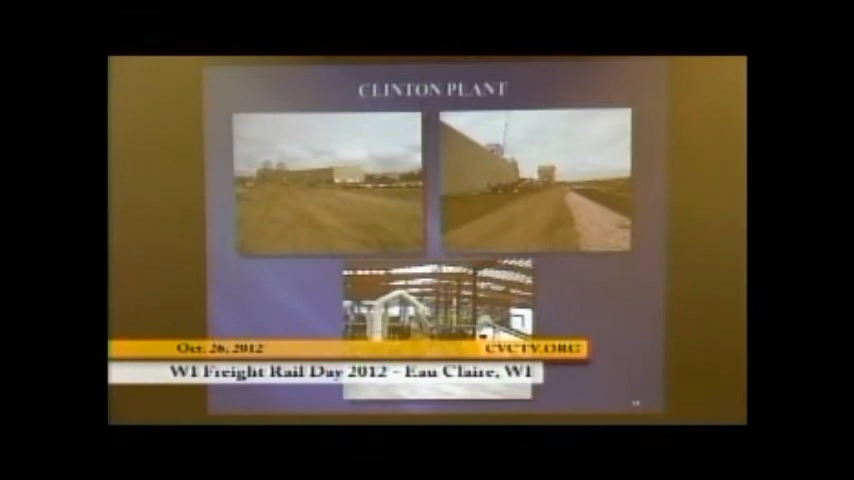 CLINTON PLANT
Oct. 26, 2012
CVCTV.ORG
WI Freight Rail Day 2012 - Eau Claire, WI